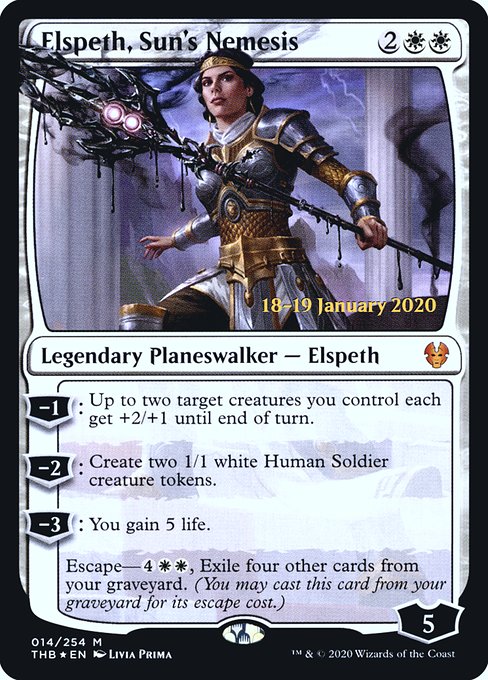 Elspeth, Sun's Nemesis 2
18–19 January 2020
Legendary Planeswalker — Elspeth
−1 : Up to two target creatures you control each
get +2/+1 until end of turn.
−2 : Create two 1/1 white Human Soldier
creature tokens.
−3 : You gain 5 life.
Escape—4, Exile four other cards from
your graveyard. (You may cast this card from your
graveyard for its escape cost.)
5
014/254 M
THB ★ EN Livia Prima
™ & © 2020 Wizards of the Coast